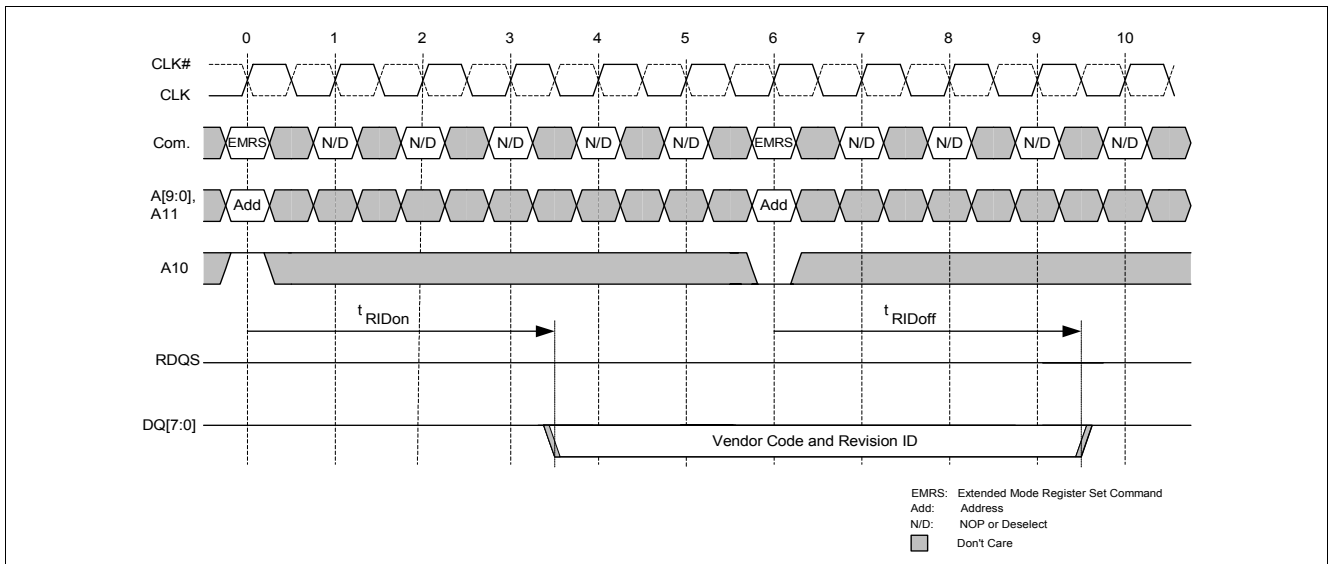 0 1 2 3 4 5 6 7 8 9 10
CLK#
CLK
Com. EMRS N/D N/D N/D N/D N/D EMRS N/D N/D N/D N/D
A[9:0],
A11
Add Add
A10
tRIDon tRIDoff
RDQS
DQ[7:0]
Vendor Code and Revision ID
EMRS: Extended Mode Register Set Command
Add: Address
N/D: NOP or Deselect
Don't Care